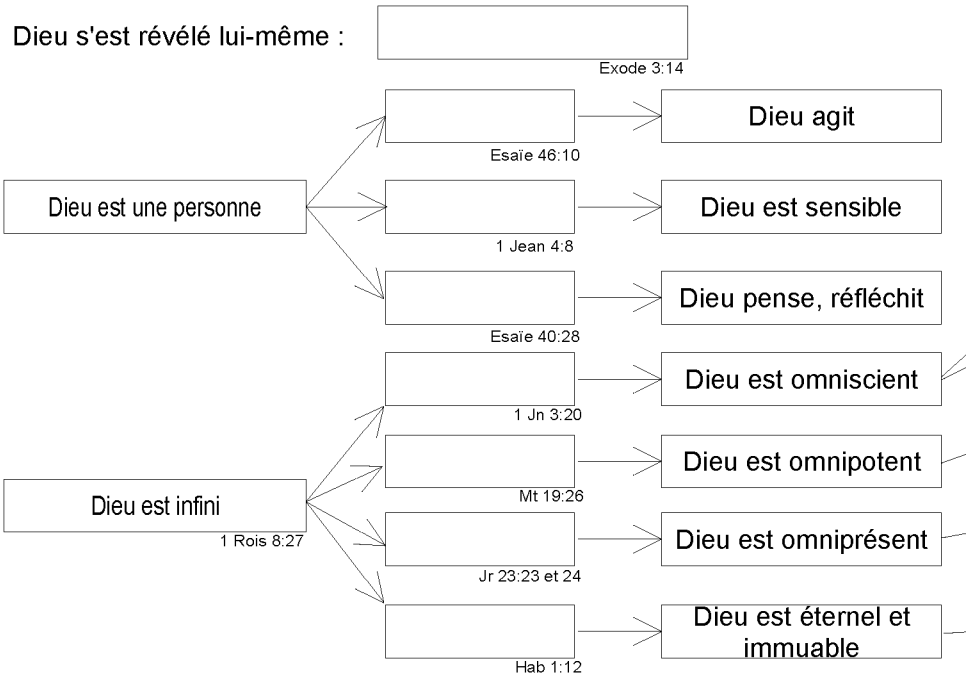 Dieu s'est révélé lui-même :
Exode 3:14
Dieu agit
Esaïe 46:10
Dieu est une personne
Dieu est sensible
1 Jean 4:8
Dieu pense, réfléchit
Esaïe 40:28
Dieu est omniscient
1 Jn 3:20
Dieu est omnipotent
Mt 19:26
Dieu est infini
1 Rois 8:27
Dieu est omniprésent
Jr 23:23 et 24
Dieu est éternel et
immuable
Hab 1:12